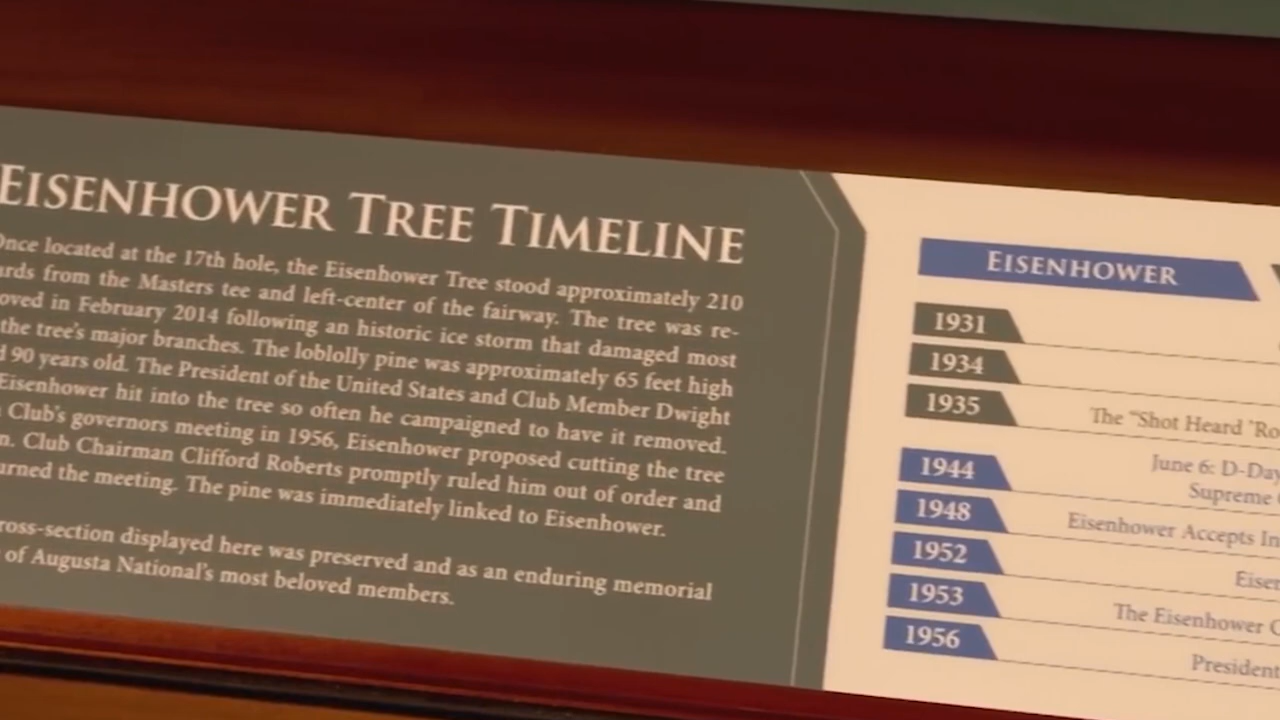 EISENHOWER TREE TIMELINE
Once located at the 17th hole, the Eisenhower Tree stood approximately 210
from the Masters tee and left-center of the fairway. The tree was re-
in February 2014 following an historic ice storm that damaged most
the tree's major branches. The loblolly pine was approximately 65 feet high
90 years old. The President of the United States and Club Member Dwight
Eisenhower hit into the tree so often he campaigned to have it removed.
Club's governors meeting in 1956, Eisenhower proposed cutting the tree
Club Chairman Clifford Roberts promptly ruled him out of order and
the meeting. The pine was immediately linked to Eisenhower.
displayed here was preserved and as an enduring memorial
of Augusta National's most beloved members.
EISENHOWER
1931
1934
1935 The "Shot Heard 'Ro
1944 June 6: D-Day
Supreme
1948 Eisenhower Accepts In
1952 Eisen
1953 The Eisenhower C
1956 President